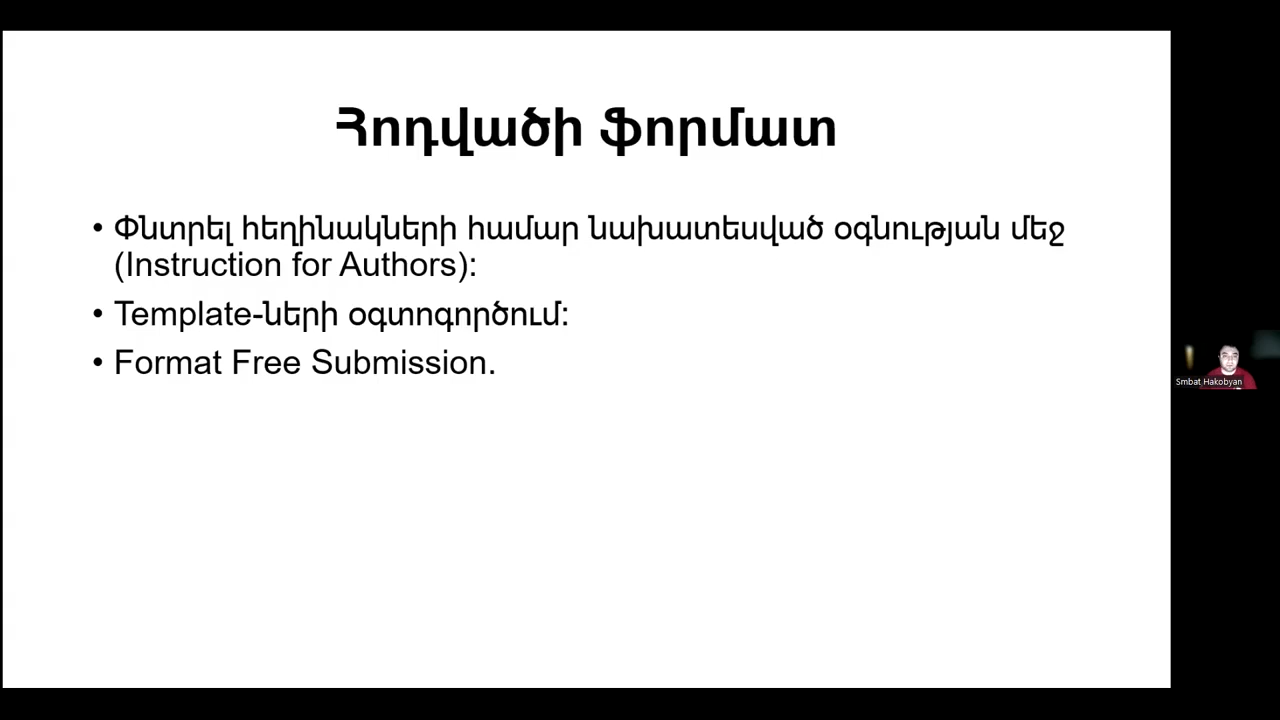 Հոդվածի ֆորմատ
• Փնտրել հեղինակների համար նախատեսված օգնության մեջ
(Instruction for Authors):
• Template-ների օգտոգործում:
• Format Free Submission.
Smbat Hakobyan